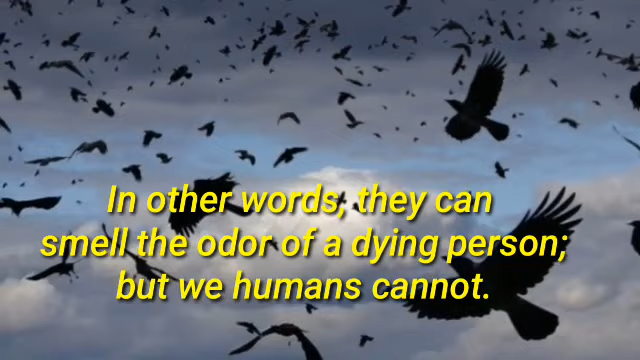 In other words, they can
smell the odor of a dying person;
but we humans cannot.